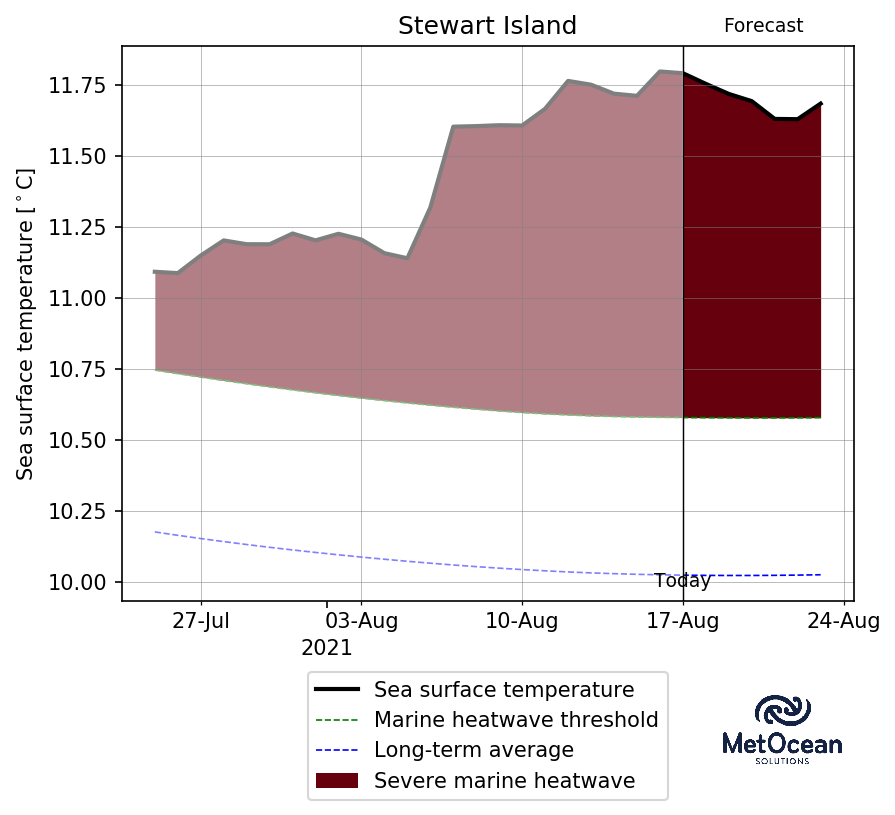 Stewart Island
Forecast
Sea surface temperature [°C]
11.75
11.50
11.25
11.00
10.75
10.50
10.25
10.00
Today
27-Jul 03-Aug 10-Aug 17-Aug 24-Aug
2021
Sea surface temperature
Marine heatwave threshold
Long-term average
Severe marine heatwave
MetOcean
SOLUTIONS